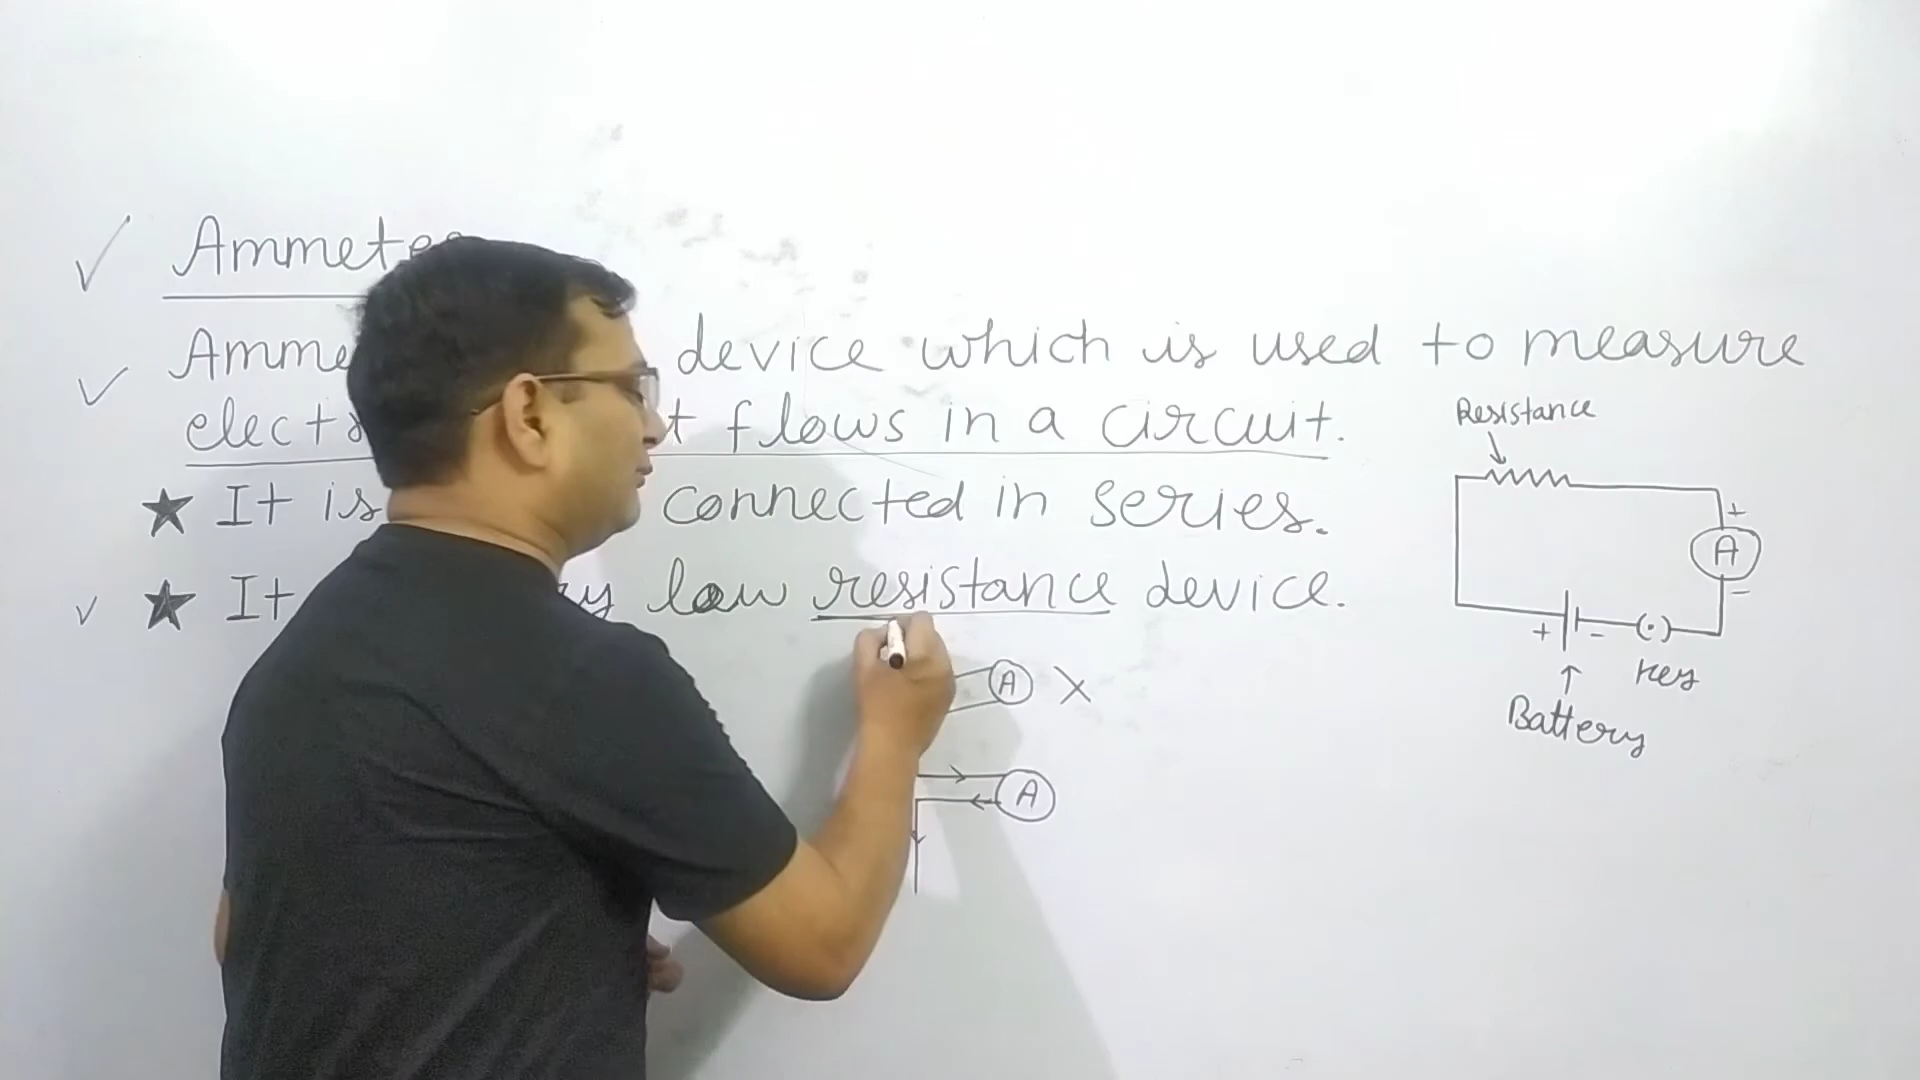 Ammeter
Amme device which is used to measure
elect flows in a circuit.
★ It is connected in series.
★ It low resistance device.
A X
A
Resistance
+
A
-
+ - (·)
Key
Battery